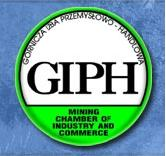 GÓRNICZA IZBA PRZEMYSŁOWO - HANDLOWA
GIPH
MINING
CHAMBER OF
INDUSTRY AND
COMMERCE